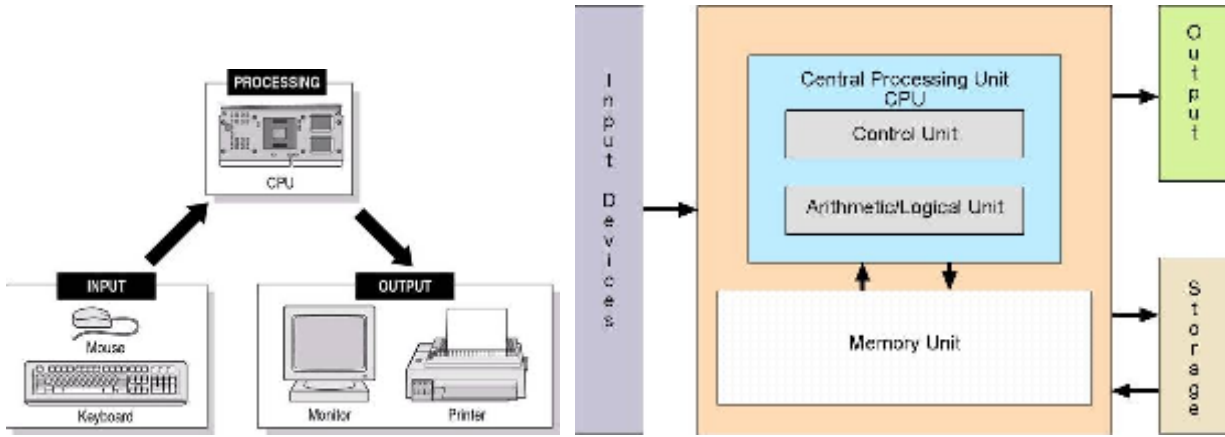 PROCESSING
CPU
INPUT
Mouse
Keyboard
OUTPUT
Monitor
Printer
Input Devices
Central Processing Unit
CPU
Control Unit
Arithmetic/Logical Unit
Memory Unit
Output
Storage